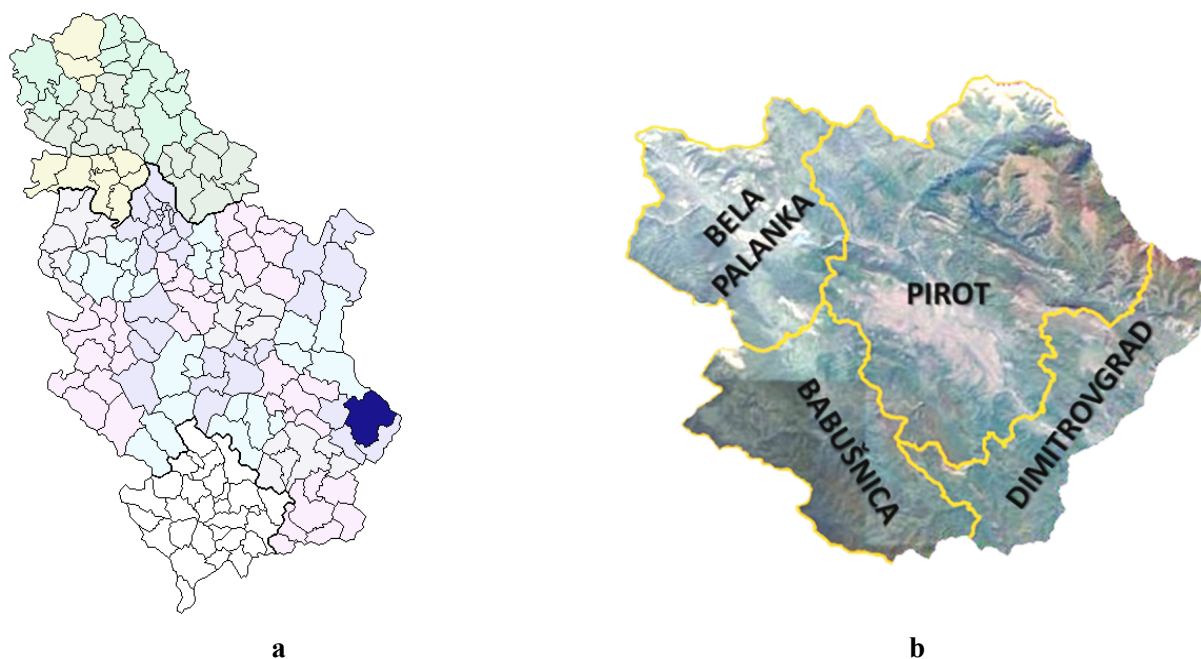 BELA
PALANKA
PIROT
BABUŠNICA
DIMITROVGRAD
a
b